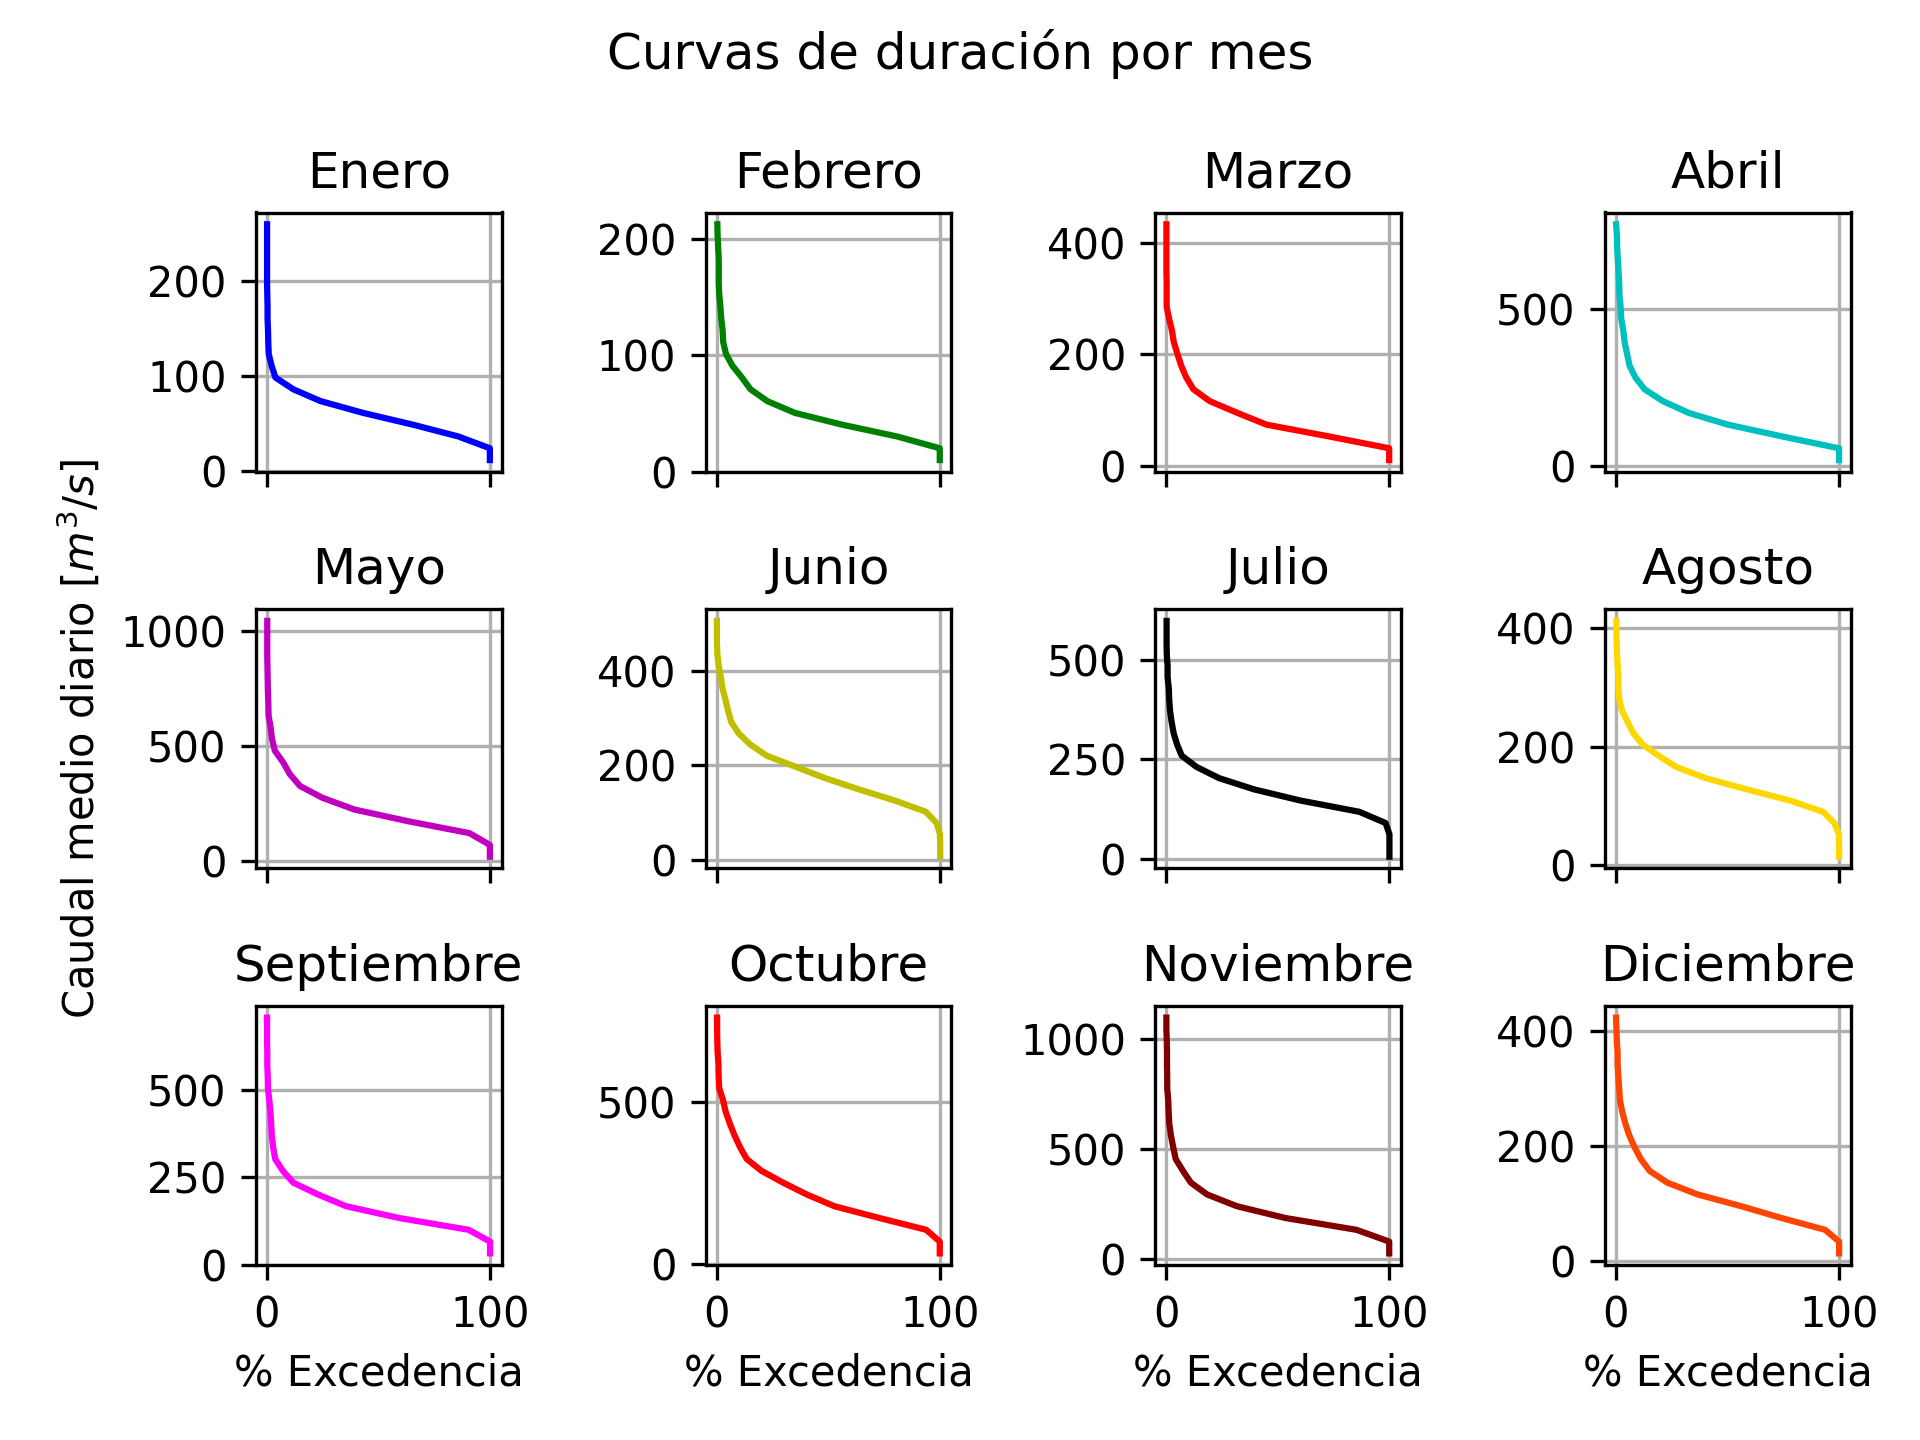 Curvas de duración por mes
Enero
Febrero
Marzo
Abril
200
100
0
200
100
0
400
200
0
500
0
Caudal medio diario [m³/s]
Mayo
Junio
Julio
Agosto
1000
500
0
400
200
0
500
250
0
400
200
0
Septiembre
Octubre
Noviembre
Diciembre
500
250
0
500
0
1000
500
0
400
200
0
0 100
0 100
0 100
0 100
% Excedencia
% Excedencia
% Excedencia
% Excedencia